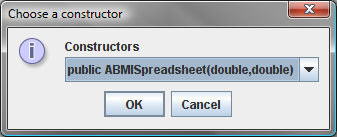 Choose a constructor
Constructors
public ABMISpreadsheet(double,double)
OK
Cancel